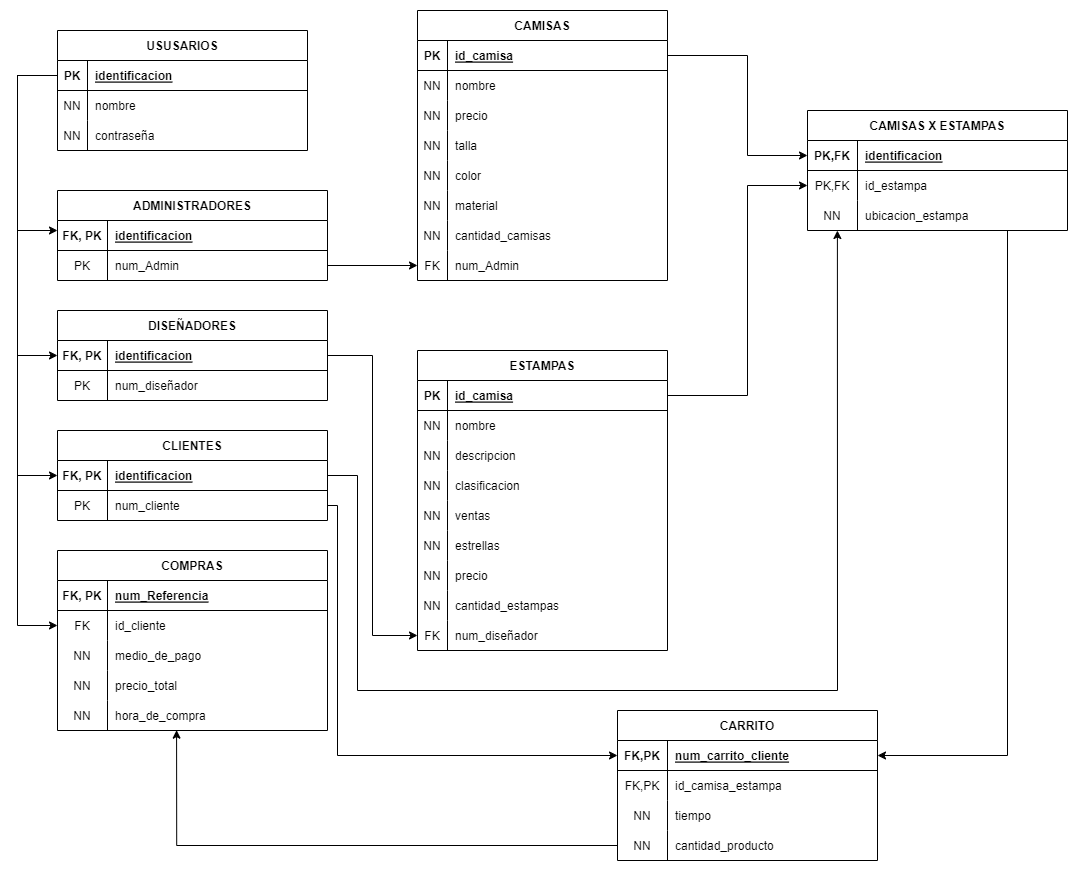 USUSARIOS
PK identificacion
NN nombre
NN contraseña
ADMINISTRADORES
FK, PK identificacion
PK num_Admin
DISEÑADORES
FK, PK identificacion
PK num_diseñador
CLIENTES
FK, PK identificacion
PK num_cliente
COMPRAS
FK, PK num_Referencia
FK id_cliente
NN medio_de_pago
NN precio_total
NN hora_de_compra
CAMISAS
PK id_camisa
NN nombre
NN precio
NN talla
NN color
NN material
NN cantidad_camisas
FK num_Admin
ESTAMPAS
PK id_camisa
NN nombre
NN descripcion
NN clasificacion
NN ventas
NN estrellas
NN precio
NN cantidad_estampas
FK num_diseñador
CAMISAS X ESTAMPAS
PK,FK identificacion
PK,FK id_estampa
NN ubicacion_estampa
CARRITO
FK,PK num_carrito_cliente
FK,PK id_camisa_estampa
NN tiempo
NN cantidad_producto